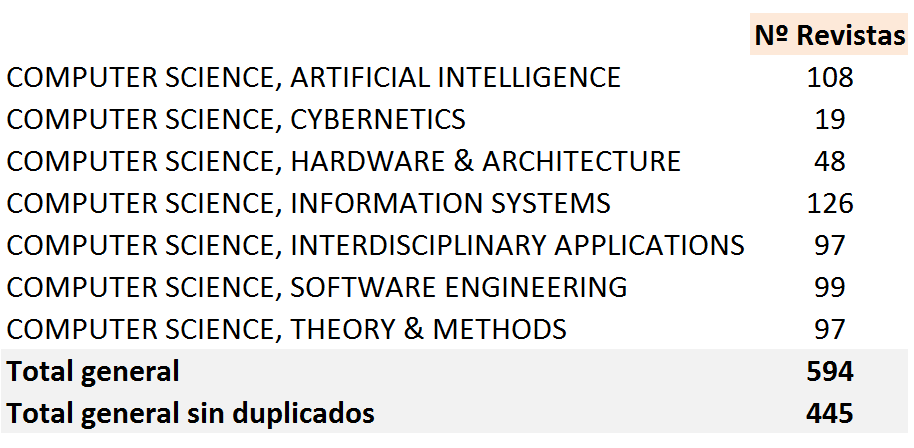 Nº Revistas
COMPUTER SCIENCE, ARTIFICIAL INTELLIGENCE 108
COMPUTER SCIENCE, CYBERNETICS 19
COMPUTER SCIENCE, HARDWARE & ARCHITECTURE 48
COMPUTER SCIENCE, INFORMATION SYSTEMS 126
COMPUTER SCIENCE, INTERDISCIPLINARY APPLICATIONS 97
COMPUTER SCIENCE, SOFTWARE ENGINEERING 99
COMPUTER SCIENCE, THEORY & METHODS 97
Total general 594
Total general sin duplicados 445